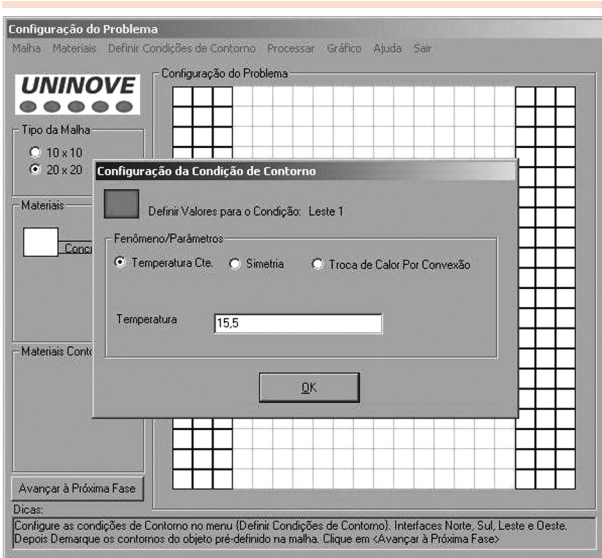 Configuração do Problema
Malha Materiais Definir Condições de Contorno Processar Gráfico Ajuda Sair
UNINOVE
Configuração do Problema
Tipo da Malha
10 x 10
20 x 20
Configuração da Condição de Contorno
Materiais
Definir Valores para o Condição: Leste 1
Fenômeno/Parâmetros
Temperatura Cte. Simetria Troca de Calor Por Convexão
Temperatura 15,5
OK
Avançar à Próxima Fase
Dicas:
Configure as condições de Contorno no menu {Definir Condições de Contorno}. Interfaces Norte, Sul, Leste e Oeste.
Depois Demarque os contornos do objeto pré-definido na malha. Clique em <Avançar à Próxima Fase>